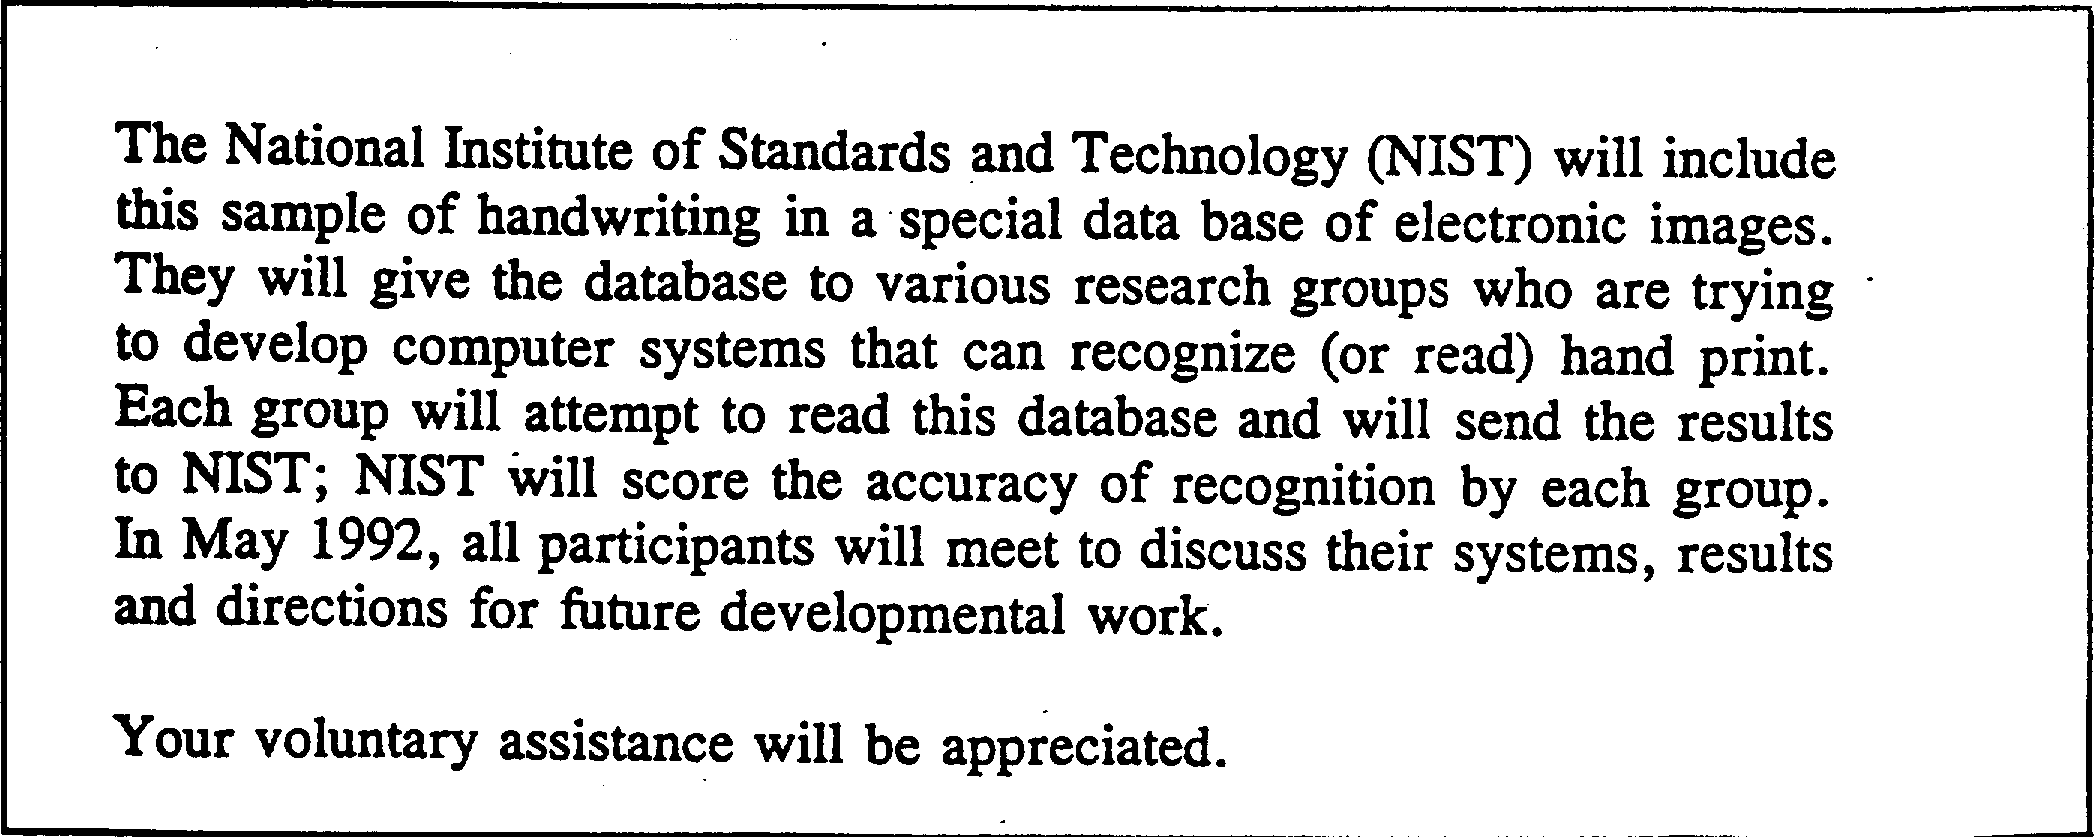 The National Institute of Standards and Technology (NIST) will include
this sample of handwriting in a special data base of electronic images.
They will give the database to various research groups who are trying
to develop computer systems that can recognize (or read) hand print.
Each group will attempt to read this database and will send the results
to NIST; NIST will score the accuracy of recognition by each group.
In May 1992, all participants will meet to discuss their systems, results
and directions for future developmental work.
Your voluntary assistance will be appreciated.